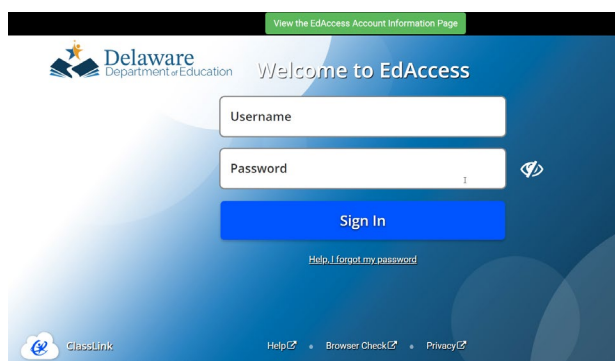 View the EdAccess Account Information Page
Delaware
Department of Education
Welcome to EdAccess
Username
Password
Sign In
Help, I forgot my password
ClassLink
Help
Browser Check
Privacy